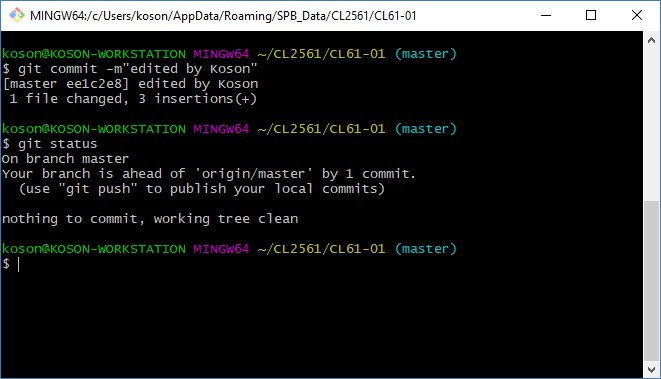 MINGW64:/c/Users/koson/AppData/Roaming/SPB_Data/CL2561/CL61-01
koson@KOSON-WORKSTATION MINGW64 ~/CL2561/CL61-01 (master)
$ git commit -m"edited by Koson"
[master ee1c2e8] edited by Koson
 1 file changed, 3 insertions(+)
koson@KOSON-WORKSTATION MINGW64 ~/CL2561/CL61-01 (master)
$ git status
On branch master
Your branch is ahead of 'origin/master' by 1 commit.
  (use "git push" to publish your local commits)
nothing to commit, working tree clean
koson@KOSON-WORKSTATION MINGW64 ~/CL2561/CL61-01 (master)
$